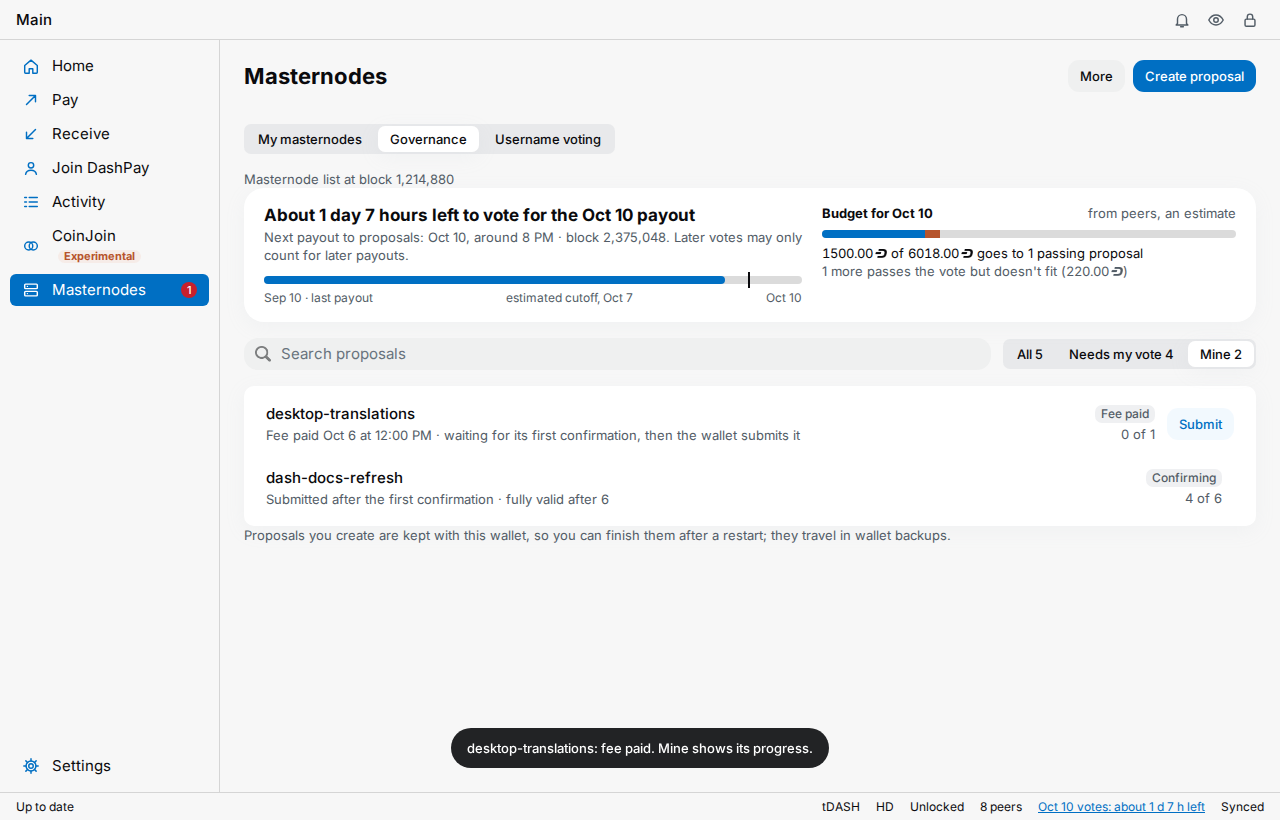 Main
Home
Pay
Receive
Join DashPay
Activity
CoinJoin
Experimental
Masternodes
1
Settings
Masternodes
More
Create proposal
My masternodes
Governance
Username voting
Masternode list at block 1,214,880
About 1 day 7 hours left to vote for the Oct 10 payout
Next payout to proposals: Oct 10, around 8 PM · block 2,375,048. Later votes may only
count for later payouts.
Sep 10 · last payout
estimated cutoff, Oct 7
Oct 10
Budget for Oct 10
from peers, an estimate
1500.00 of 6018.00 goes to 1 passing proposal
1 more passes the vote but doesn't fit (220.00)
Search proposals
All 5
Needs my vote 4
Mine 2
desktop-translations
Fee paid Oct 6 at 12:00 PM · waiting for its first confirmation, then the wallet submits it
Fee paid
0 of 1
Submit
dash-docs-refresh
Submitted after the first confirmation · fully valid after 6
Confirming
4 of 6
Proposals you create are kept with this wallet, so you can finish them after a restart; they travel in wallet backups.
desktop-translations: fee paid. Mine shows its progress.
Up to date
tDASH
HD
Unlocked
8 peers
Oct 10 votes: about 1 d 7 h left
Synced